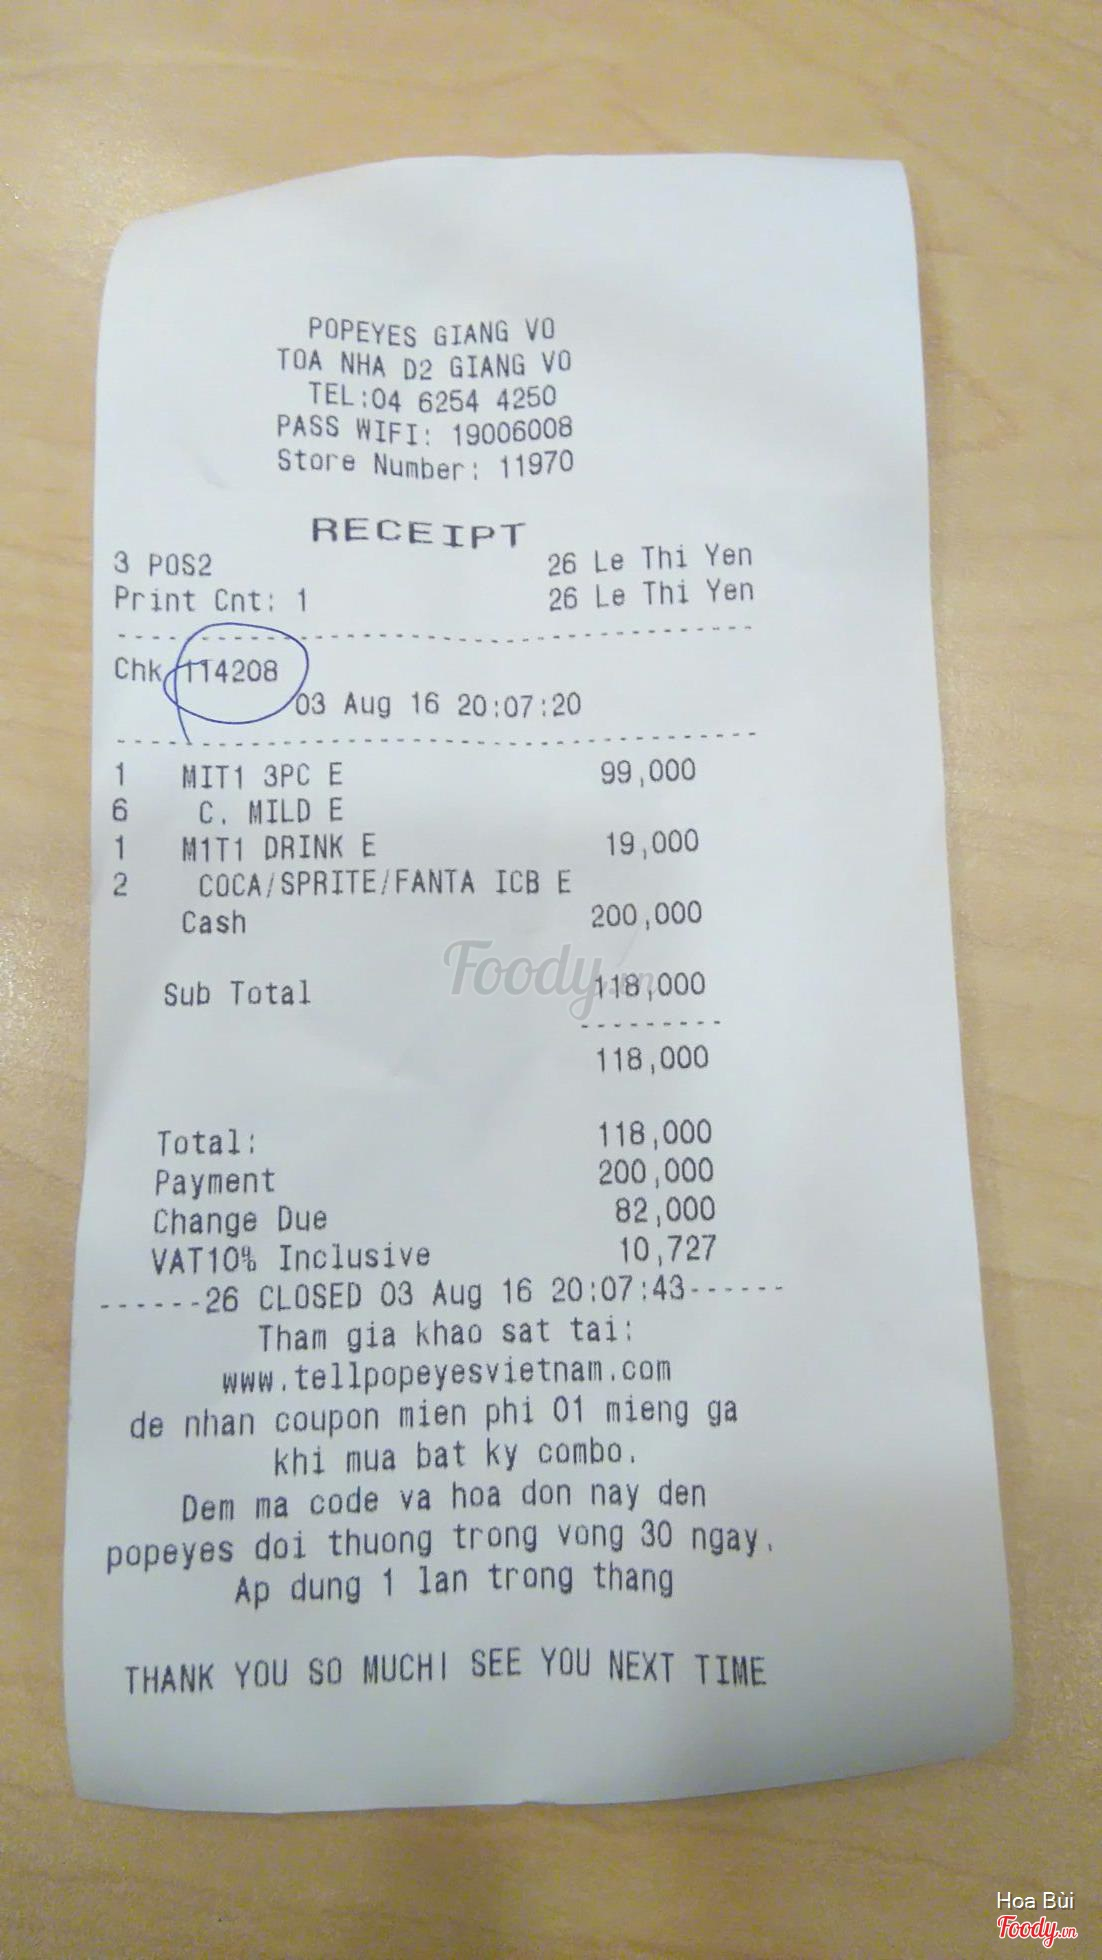 POPEYES GIANG VO
TOA NHA D2 GIANG VO
TEL:04 6254 4250
PASS WIFI: 19006008
Store Number: 11970
RECEIPT
3 POS2 26 Le Thi Yen
Print Cnt: 1 26 Le Thi Yen
Chk 114208
03 Aug 16 20:07:20
1 MIT1 3PC E 99,000
6 C. MILD E
1 M1T1 DRINK E 19,000
2 COCA/SPRITE/FANTA ICB E
Cash 200,000
Foody.vn
Sub Total 118,000
118,000
Total: 118,000
Payment 200,000
Change Due 82,000
VAT10% Inclusive 10,727
------26 CLOSED 03 Aug 16 20:07:43------
Tham gia khao sat tai:
www.tellpopeyesvietnam.com
de nhan coupon mien phi 01 mieng ga
khi mua bat ky combo.
Dem ma code va hoa don nay den
popeyes doi thuong trong vong 30 ngay.
Ap dung 1 lan trong thang
THANK YOU SO MUCH! SEE YOU NEXT TIME
Hoa Bùi
Foody.vn